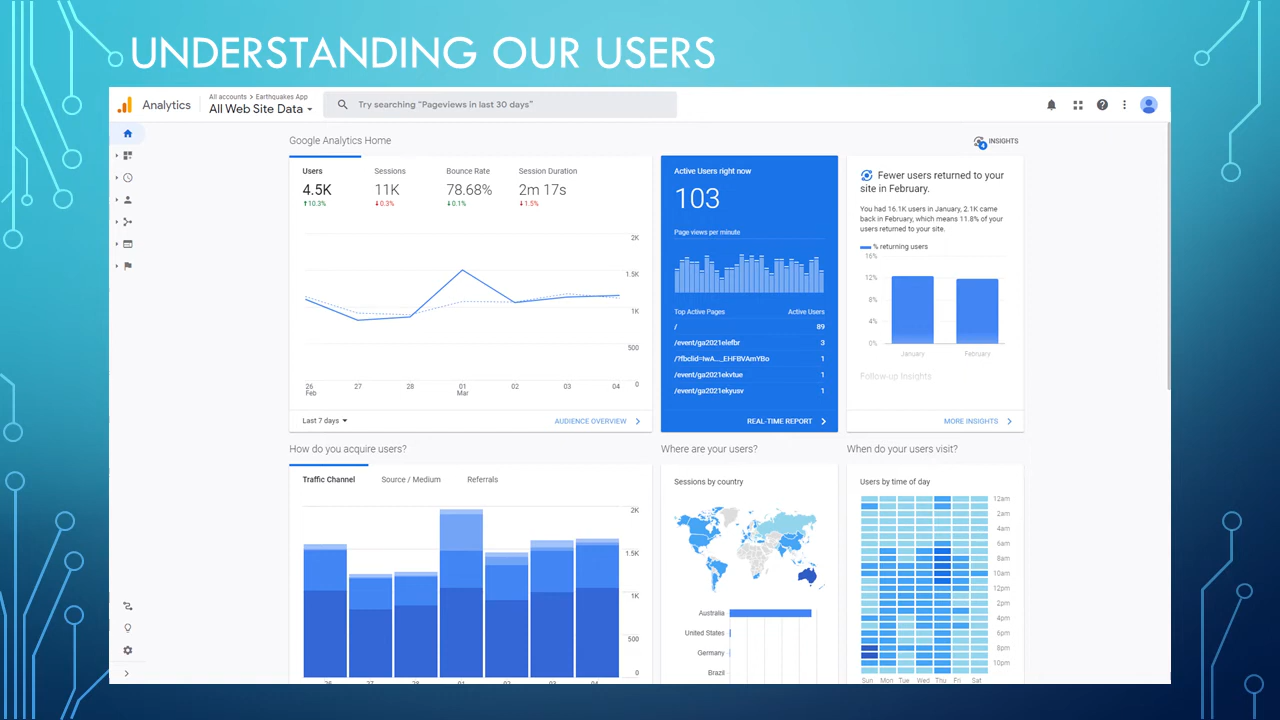 UNDERSTANDING OUR USERS
Analytics
All accounts > Earthquakes App
All Web Site Data
Try searching "Pageviews in last 30 days"
Google Analytics Home
4
INSIGHTS
Users
Sessions
Bounce Rate
Session Duration
4.5K
11K
78.68%
2m 17s
↑10.3%
↓0.3%
↓0.1%
↓1.5%
2K
1.5K
1K
500
0
26
Feb
27
28
01
Mar
02
03
04
Last 7 days
AUDIENCE OVERVIEW
Active Users right now
103
Page views per minute
Top Active Pages
Active Users
/
89
/event/ga2021elefbr
3
/?fbclid=IwA..._EHFBVAmYBo
1
/event/ga2021ekvtue
1
/event/ga2021ekyusv
1
REAL-TIME REPORT
Fewer users returned to your
site in February.
You had 16.1K users in January, 2.1K came
back in February, which means 11.8% of your
users returned to your site.
% returning users
16%
12%
8%
4%
0%
January
February
Follow-up Insights
MORE INSIGHTS
How do you acquire users?
Traffic Channel
Source / Medium
Referrals
2K
1.5K
1K
500
0
Where are your users?
Sessions by country
Australia
United States
Germany
Brazil
When do your users visit?
Users by time of day
12am
2am
4am
6am
8am
10am
12pm
2pm
4pm
6pm
8pm
10pm
Sun
Mon
Tue
Wed
Thu
Fri
Sat